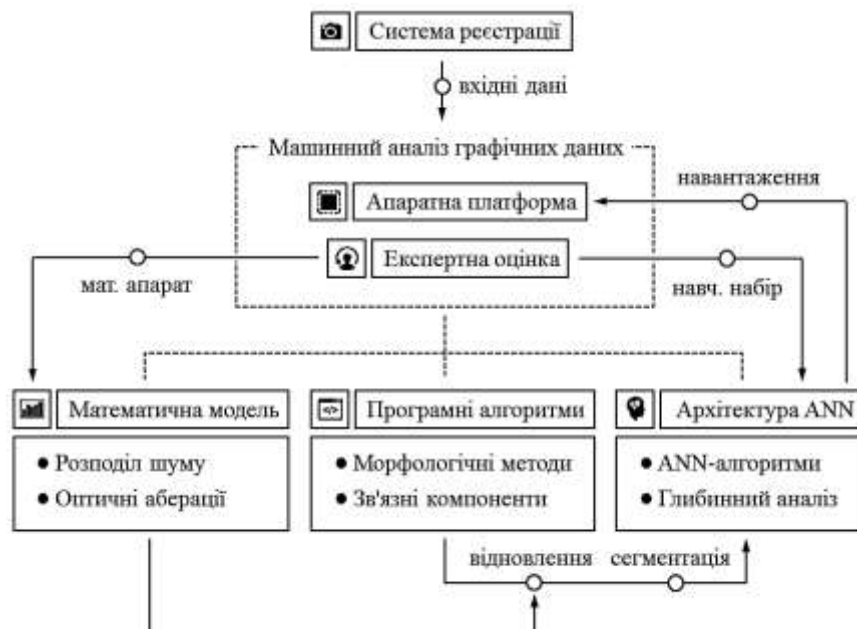 Система реєстрації
вхідні дані
Машинний аналіз графічних даних
навантаження
Апаратна платформа
Експертна оцінка
мат. апарат
навч. набір
Математична модель
Програмні алгоритми
Архітектура ANN
Розподіл шуму
Оптичні аберації
Морфологічні методи
Зв'язні компоненти
ANN-алгоритми
Глибинний аналіз
відновлення
сегментація